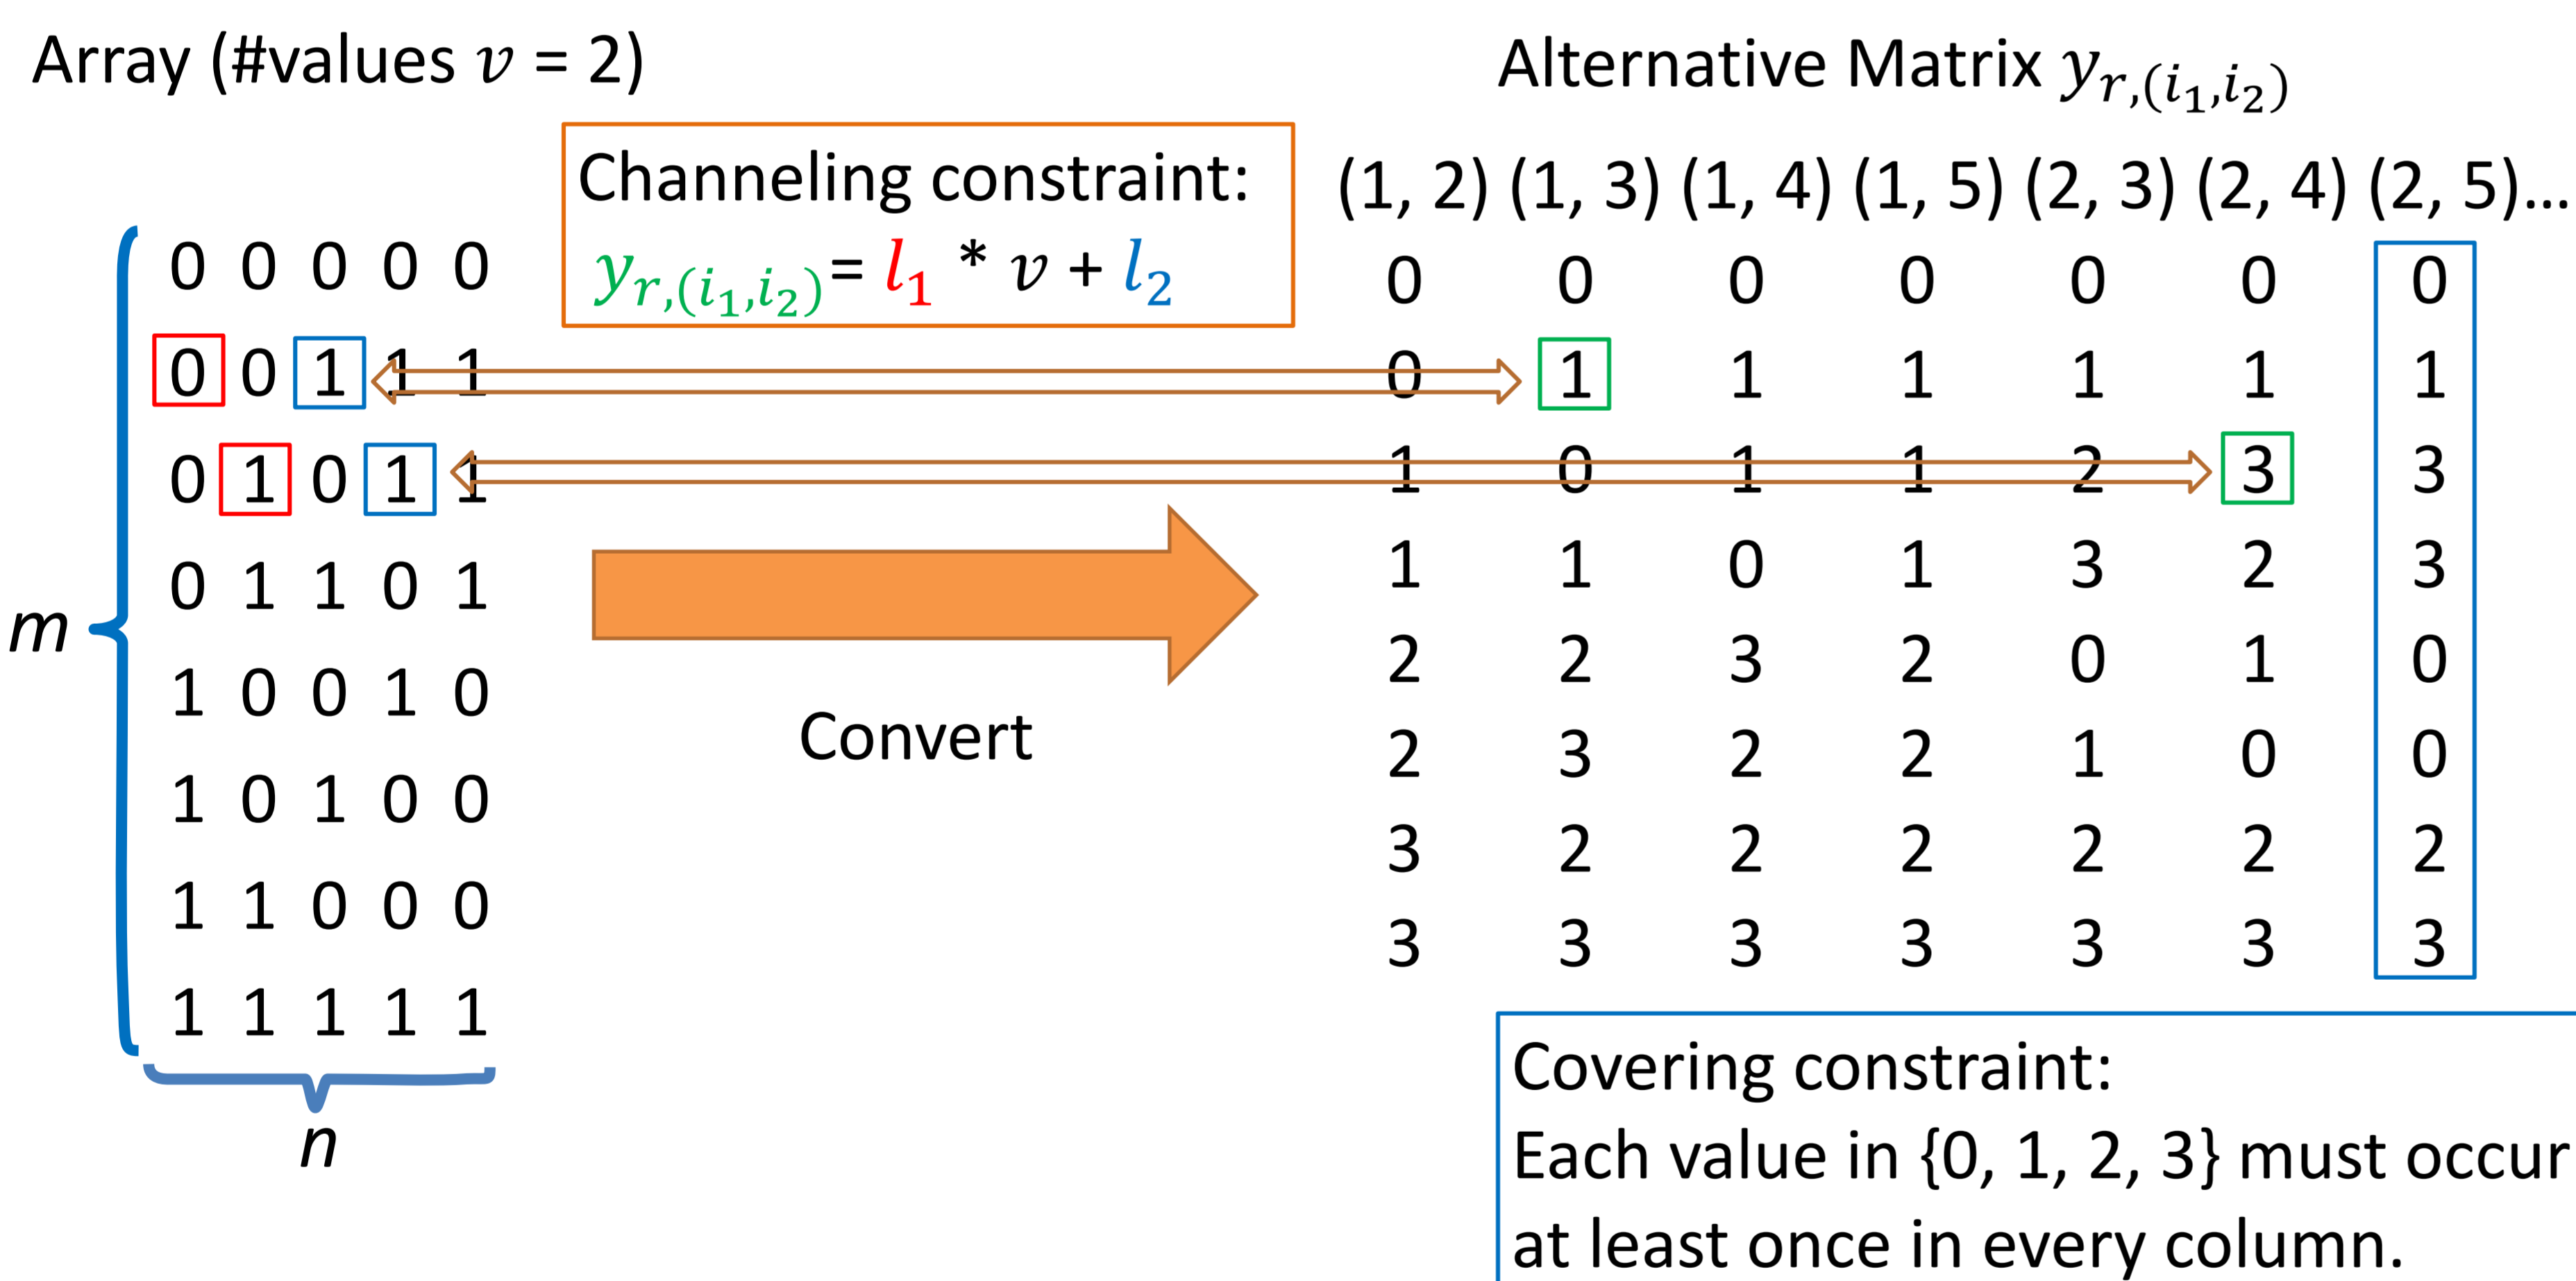 Array (#values v = 2)
Alternative Matrix y_{r,(i_1,i_2)}
Channeling constraint:
y_{r,(i_1,i_2)} = l_1 * v + l_2
(1, 2) (1, 3) (1, 4) (1, 5) (2, 3) (2, 4) (2, 5)...
0 0 0 0 0
0 0 1 1 1
0 1 0 1 1
0 1 1 0 1
1 0 0 1 0
1 0 1 0 0
1 1 0 0 0
1 1 1 1 1
m
n
Convert
0 0 0 0 0 0 0
0 1 1 1 1 1 1
1 0 1 1 2 3 3
1 1 0 1 3 2 3
2 2 3 2 0 1 0
2 3 2 2 1 0 0
3 2 2 2 2 2 2
3 3 3 3 3 3 3
Covering constraint:
Each value in {0, 1, 2, 3} must occur
at least once in every column.